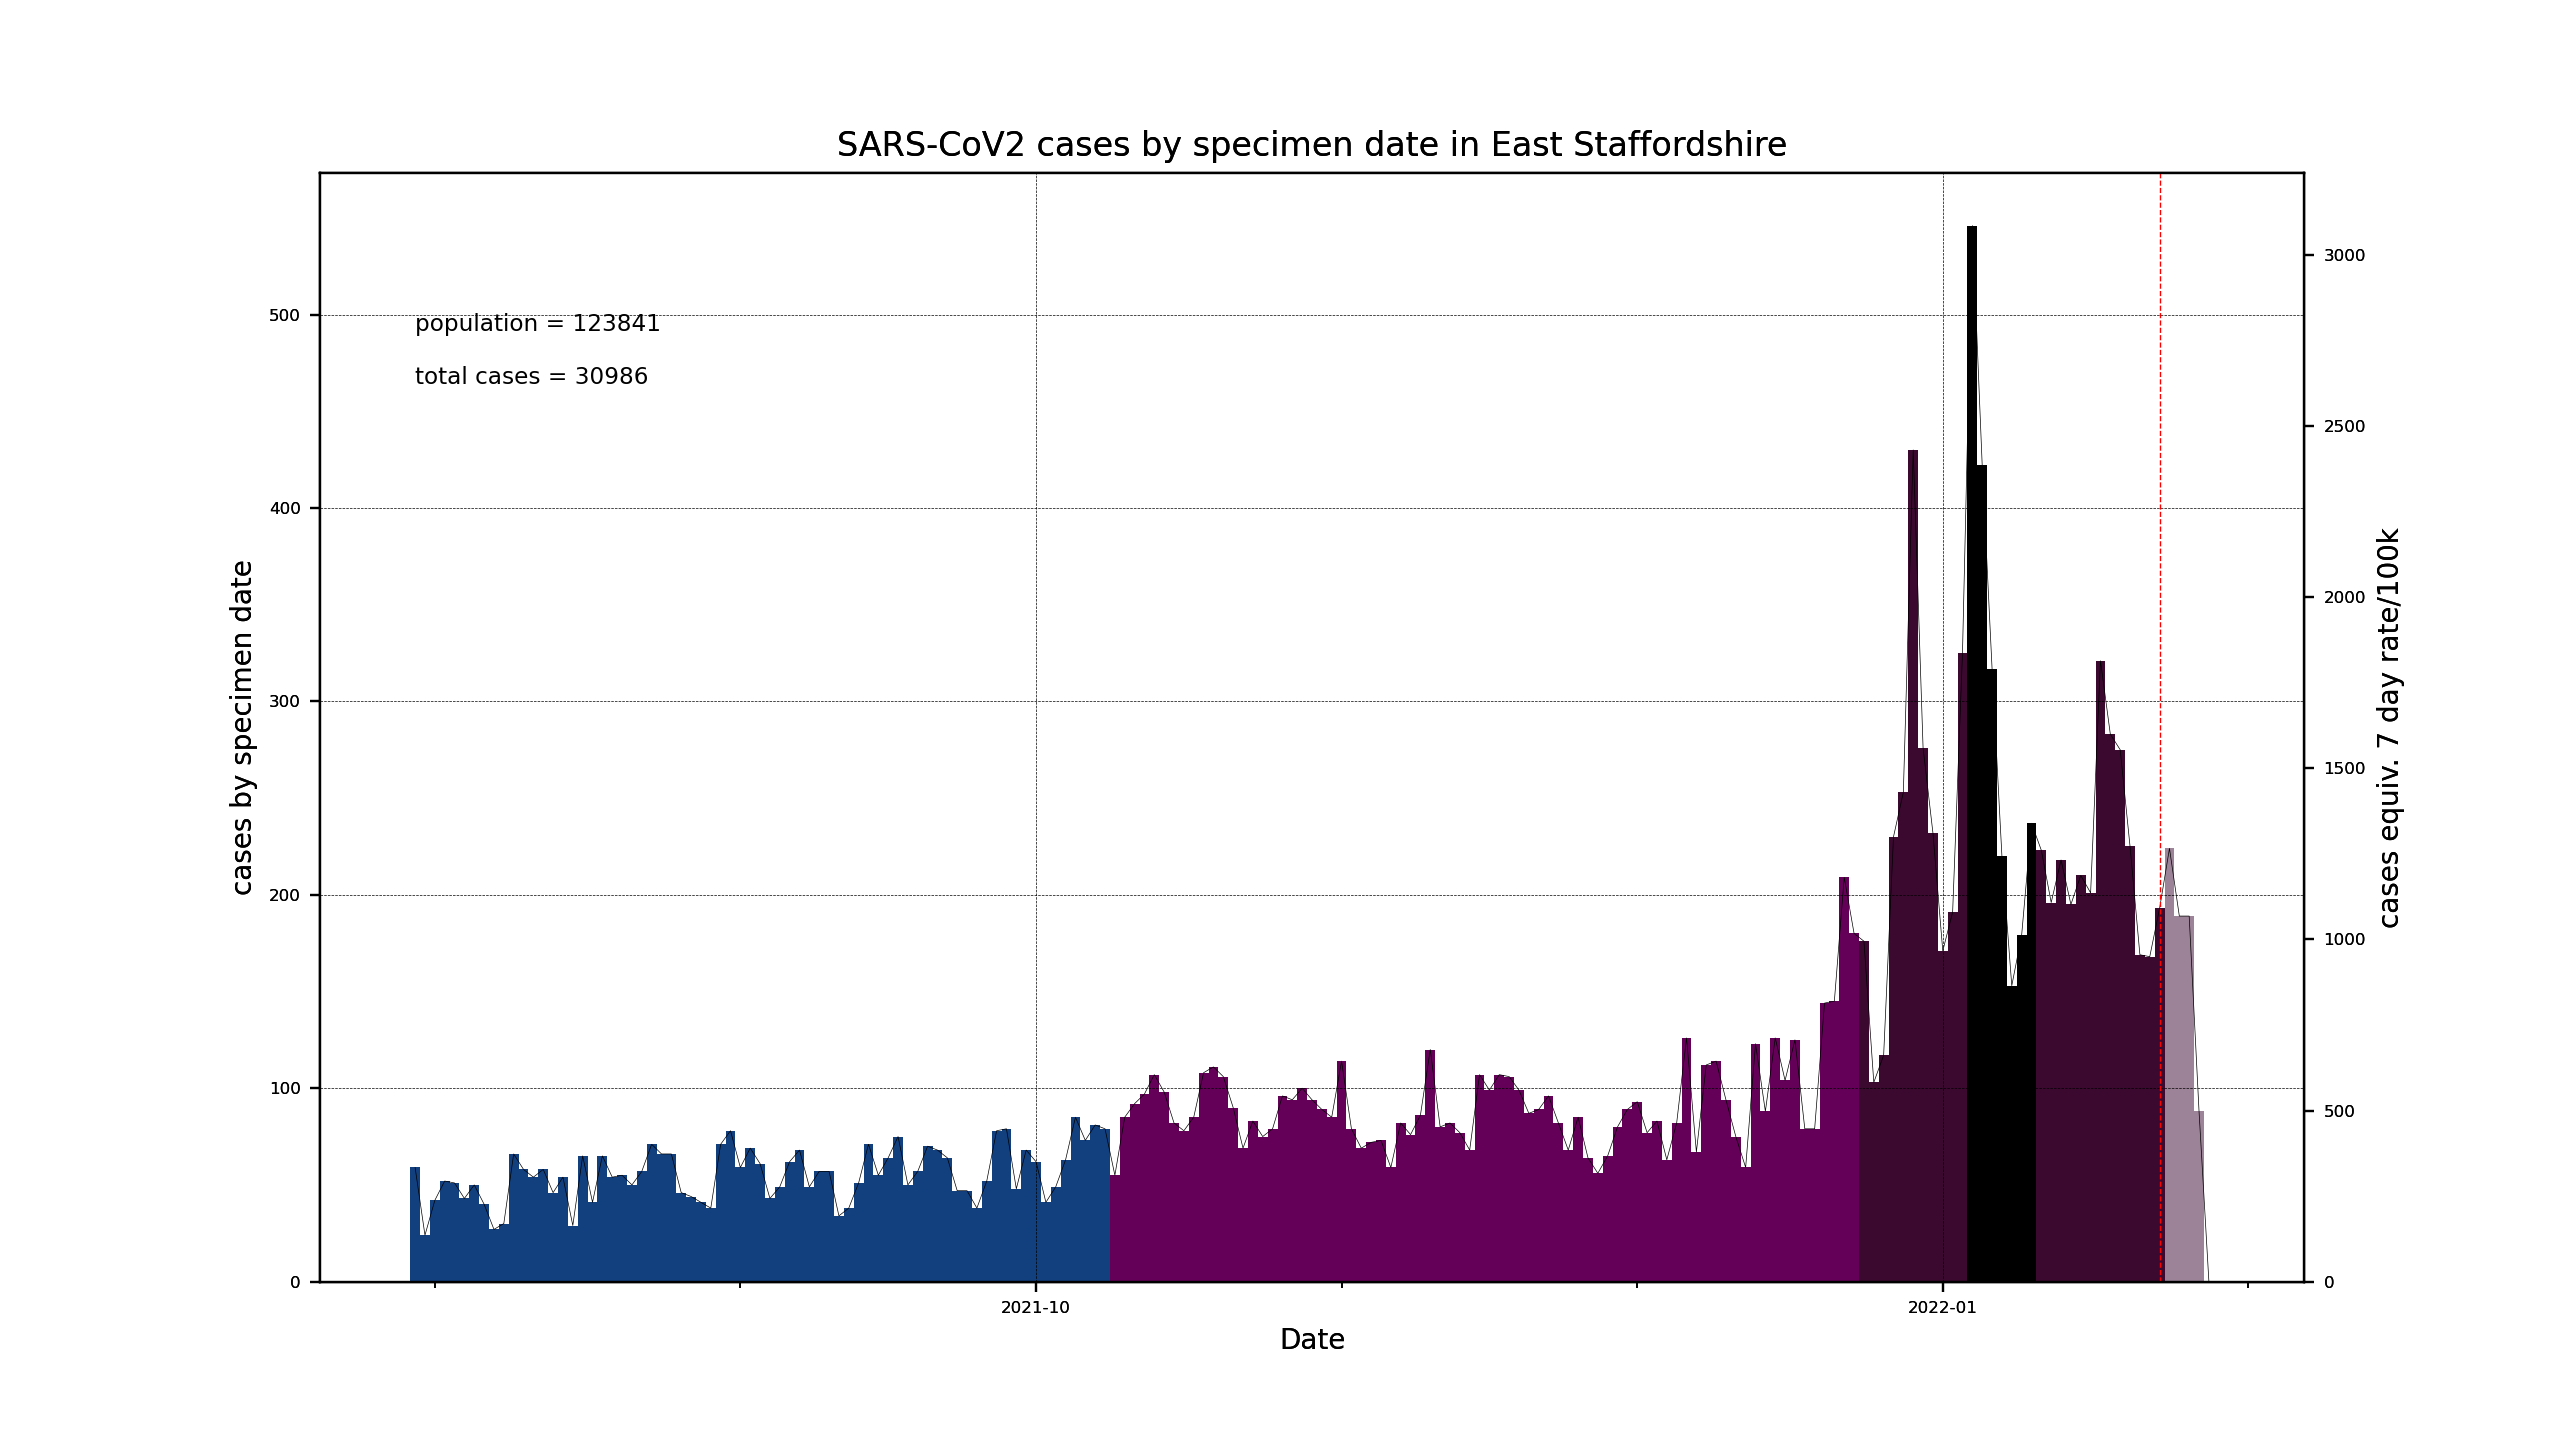 SARS-CoV2 cases by specimen date in East Staffordshire
population = 123841
total cases = 30986
cases by specimen date
500
400
300
200
100
0
3000
2500
2000
1500
1000
500
0
cases equiv. 7 day rate/100k
2021-10
2022-01
Date